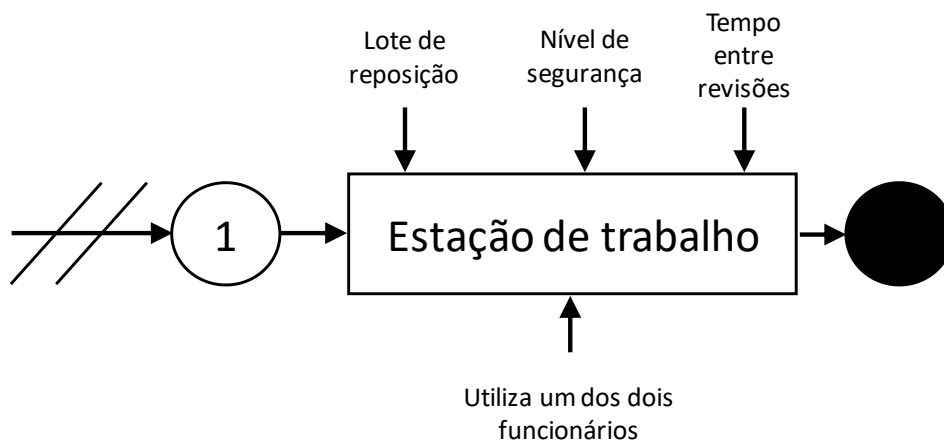 Lote de
reposição
Nível de
segurança
Tempo
entre
revisões
1
Estação de trabalho
Utiliza um dos dois
funcionários